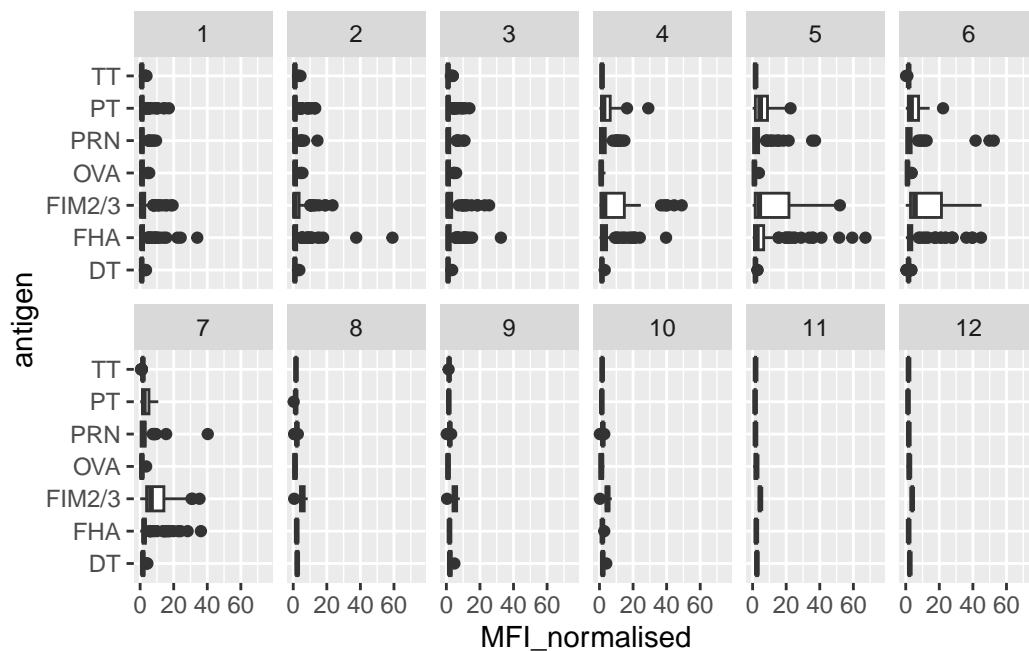 1 2 3 4 5 6
TT
PT
PRN
OVA
FIM2/3
FHA
DT
antigen
7 8 9 10 11 12
TT
PT
PRN
OVA
FIM2/3
FHA
DT
0 20 40 60 0 20 40 60 0 20 40 60 0 20 40 60 0 20 40 60 0 20 40 60
MFI_normalised